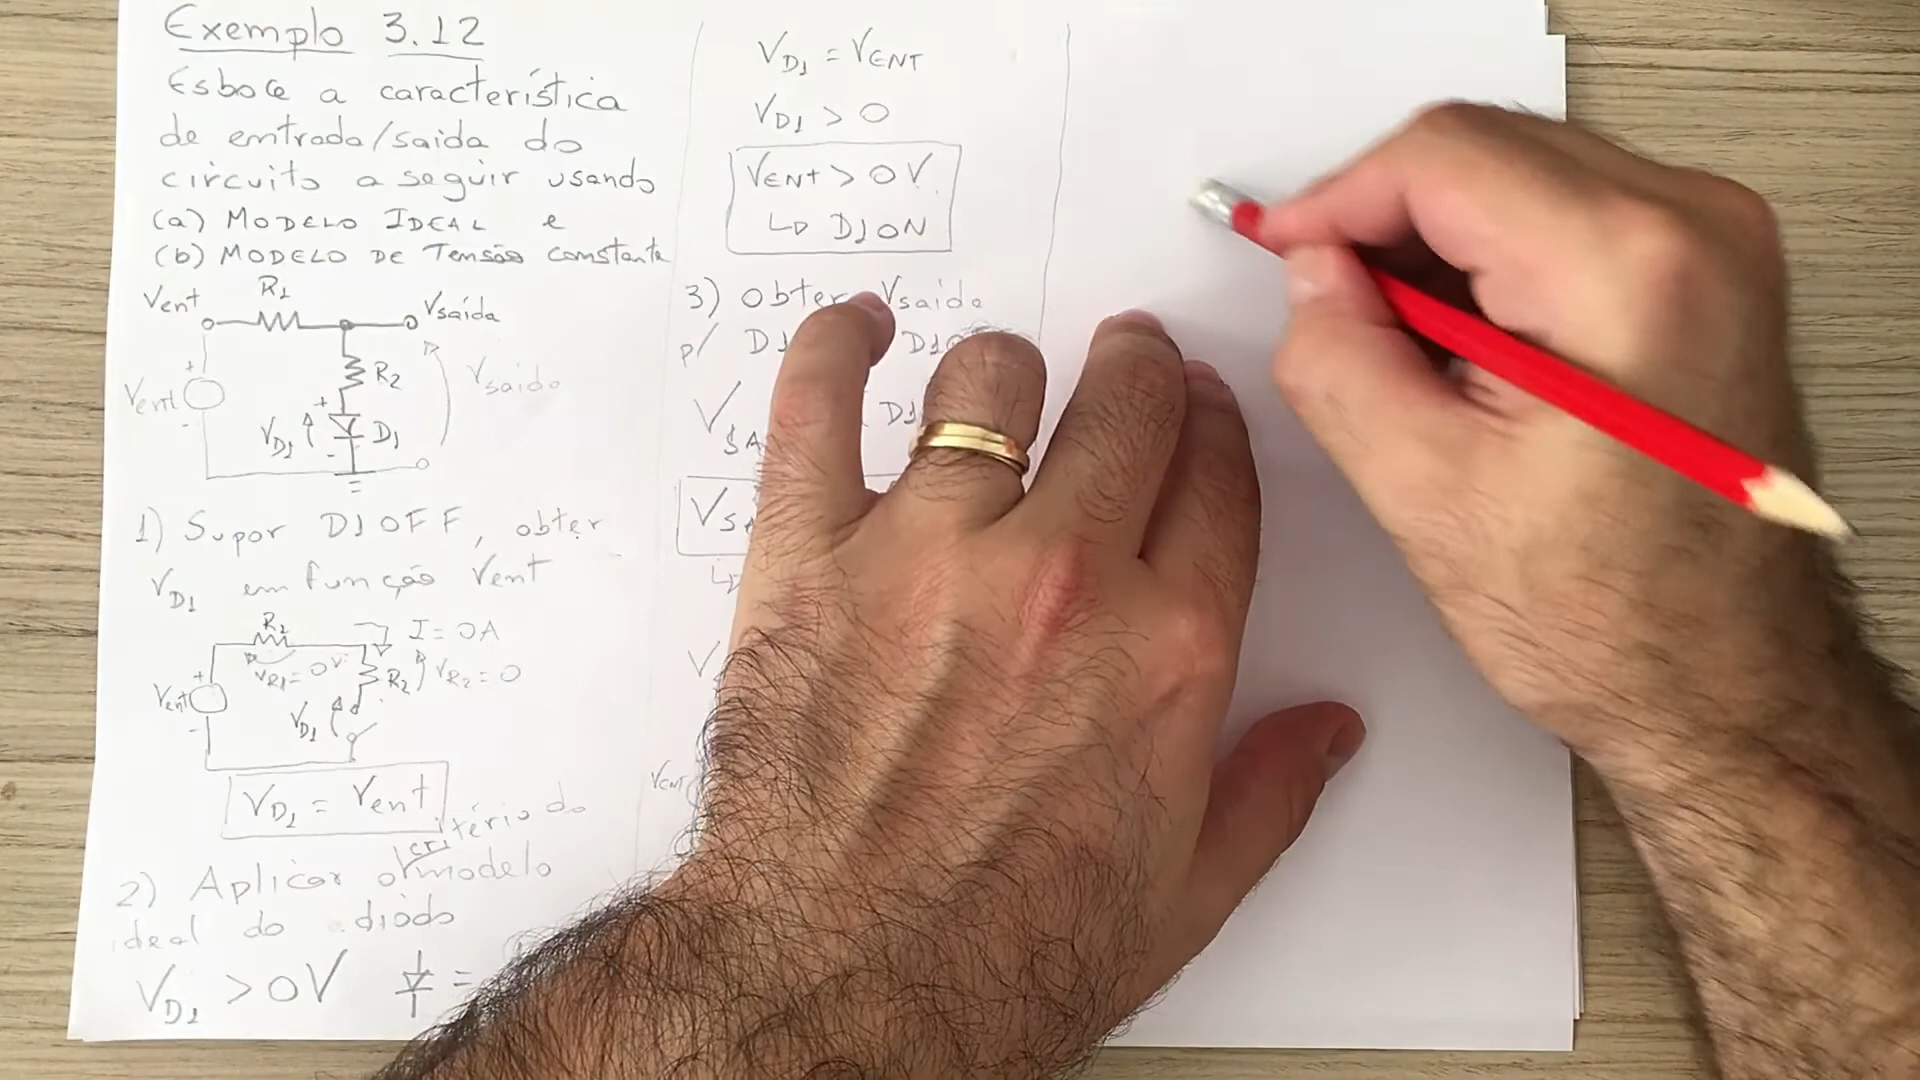 Exemplo 3.12
Esboce a característica
de entrada/saída do
circuito a seguir usando
(a) MODELO IDEAL e
(b) MODELO DE Tensão Constante
Vent R1 Vsaída
R2
Vent
Vsaída
VD1 D1
+
-
1) Supor D1 OFF, obter
VD1 em função Vent
I = 0A
VR1 = 0V
R2 VR2 = 0
Vent
VD1
VD1 = Vent
2) Aplicar o critério do modelo
ideal do diodo
VD1 > 0V
VD1 = VENT
VD1 > 0
VENT > 0V
↳ D1 ON
3) obter Vsaída
p/
VENT